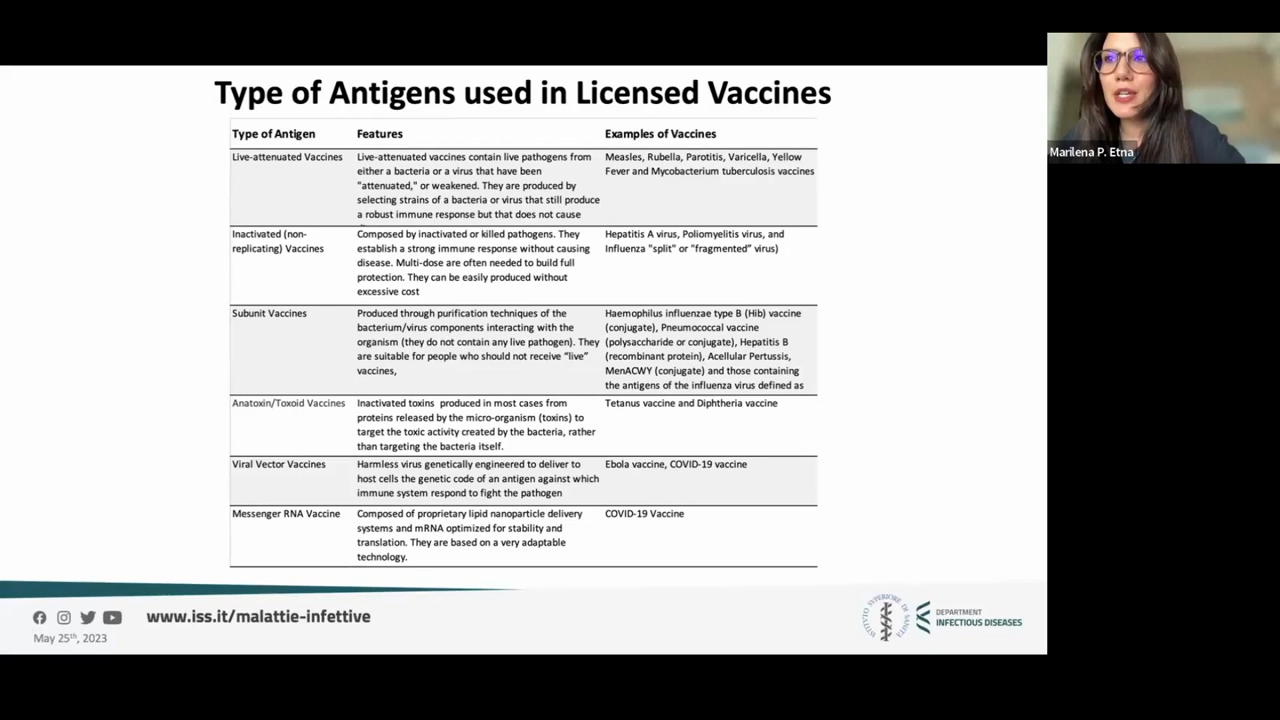 Type of Antigens used in Licensed Vaccines
Type of Antigen
Features
Examples of Vaccines
Live-attenuated Vaccines
Live-attenuated vaccines contain live pathogens from
either a bacteria or a virus that have been
"attenuated," or weakened. They are produced by
selecting strains of a bacteria or virus that still produce
a robust immune response but that does not cause
Measles, Rubella, Parotitis, Varicella, Yellow
Fever and Mycobacterium tuberculosis vaccines
Inactivated (non-
replicating) Vaccines
Composed by inactivated or killed pathogens. They
establish a strong immune response without causing
disease. Multi-dose are often needed to build full
protection. They can be easily produced without
excessive cost
Hepatitis A virus, Poliomyelitis virus, and
Influenza "split" or "fragmented” virus)
Subunit Vaccines
Produced through purification techniques of the
bacterium/virus components interacting with the
organism (they do not contain any live pathogen). They
are suitable for people who should not receive “live”
vaccines,
Haemophilus influenzae type B (Hib) vaccine
(conjugate), Pneumococcal vaccine
(polysaccharide or conjugate), Hepatitis B
(recombinant protein), Acellular Pertussis,
MenACWY (conjugate) and those containing
the antigens of the influenza virus defined as
Anatoxin/Toxoid Vaccines
Inactivated toxins produced in most cases from
proteins released by the micro-organism (toxins) to
target the toxic activity created by the bacteria, rather
than targeting the bacteria itself.
Tetanus vaccine and Diphtheria vaccine
Viral Vector Vaccines
Harmless virus genetically engineered to deliver to
host cells the genetic code of an antigen against which
immune system respond to fight the pathogen
Ebola vaccine, COVID-19 vaccine
Messenger RNA Vaccine
Composed of proprietary lipid nanoparticle delivery
systems and mRNA optimized for stability and
translation. They are based on a very adaptable
technology.
COVID-19 Vaccine
www.iss.it/malattie-infettive
May 25th, 2023
ISTITUTO SUPERIORE DI SANITÀ
DEPARTMENT
INFECTIOUS DISEASES
Marilena P. Etna